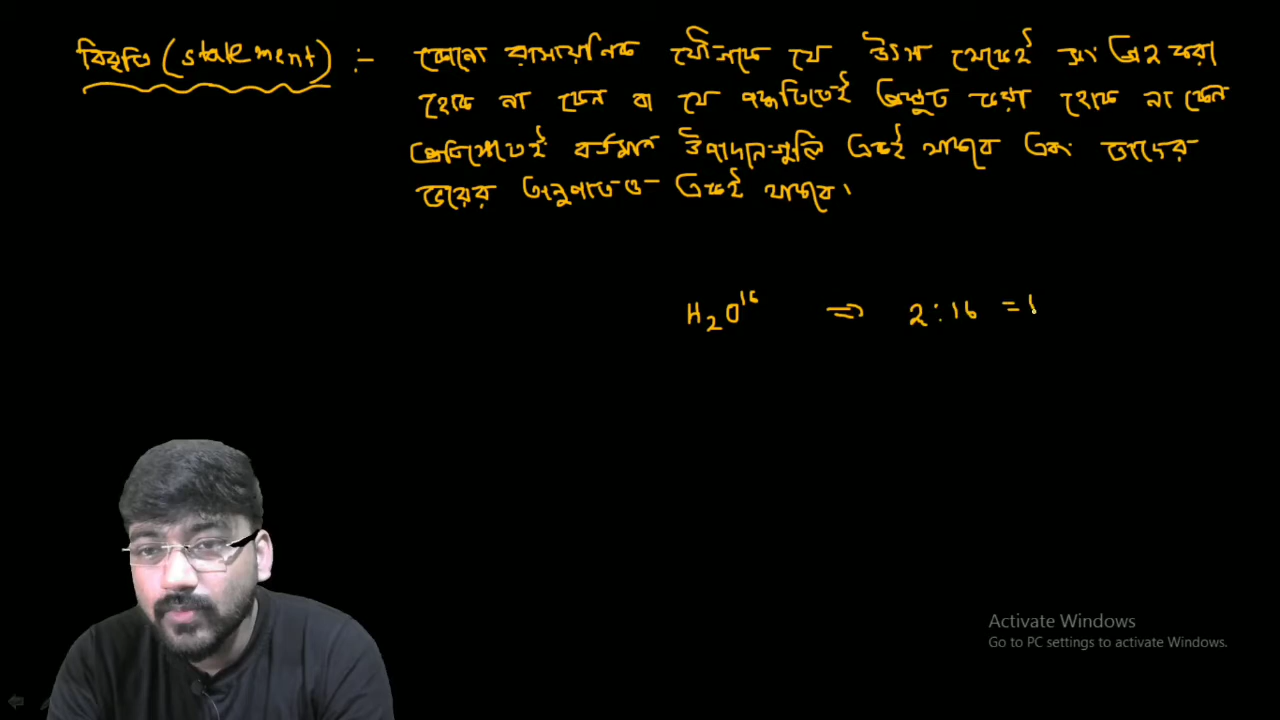 বিবৃতি (statement) :- কোনো রাসায়নিক যৌগকে যে উৎস থেকেই সংগ্রহ করা
হোক না কেন বা যে পদ্ধতিতেই প্রস্তুত করা হোক না কেন
প্রতিক্ষেত্রেই বর্তমান উপাদানগুলি একই থাকবে এবং তাদের
ভরের অনুপাতও একই থাকবে।
H₂O¹⁶ ⇒ 2:16 = 1
Activate Windows
Go to PC settings to activate Windows.